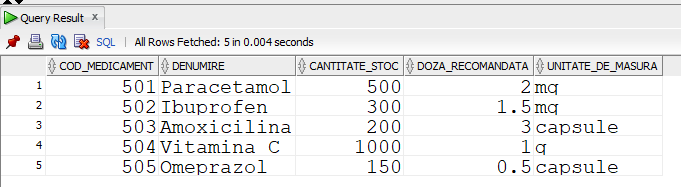 Query Result x
SQL | All Rows Fetched: 5 in 0.004 seconds
COD_MEDICAMENT DENUMIRE CANTITATE_STOC DOZA_RECOMANDATA UNITATE_DE_MASURA
1 501 Paracetamol 500 2 mg
2 502 Ibuprofen 300 1.5 mg
3 503 Amoxicilina 200 3 capsule
4 504 Vitamina C 1000 1 g
5 505 Omeprazol 150 0.5 capsule